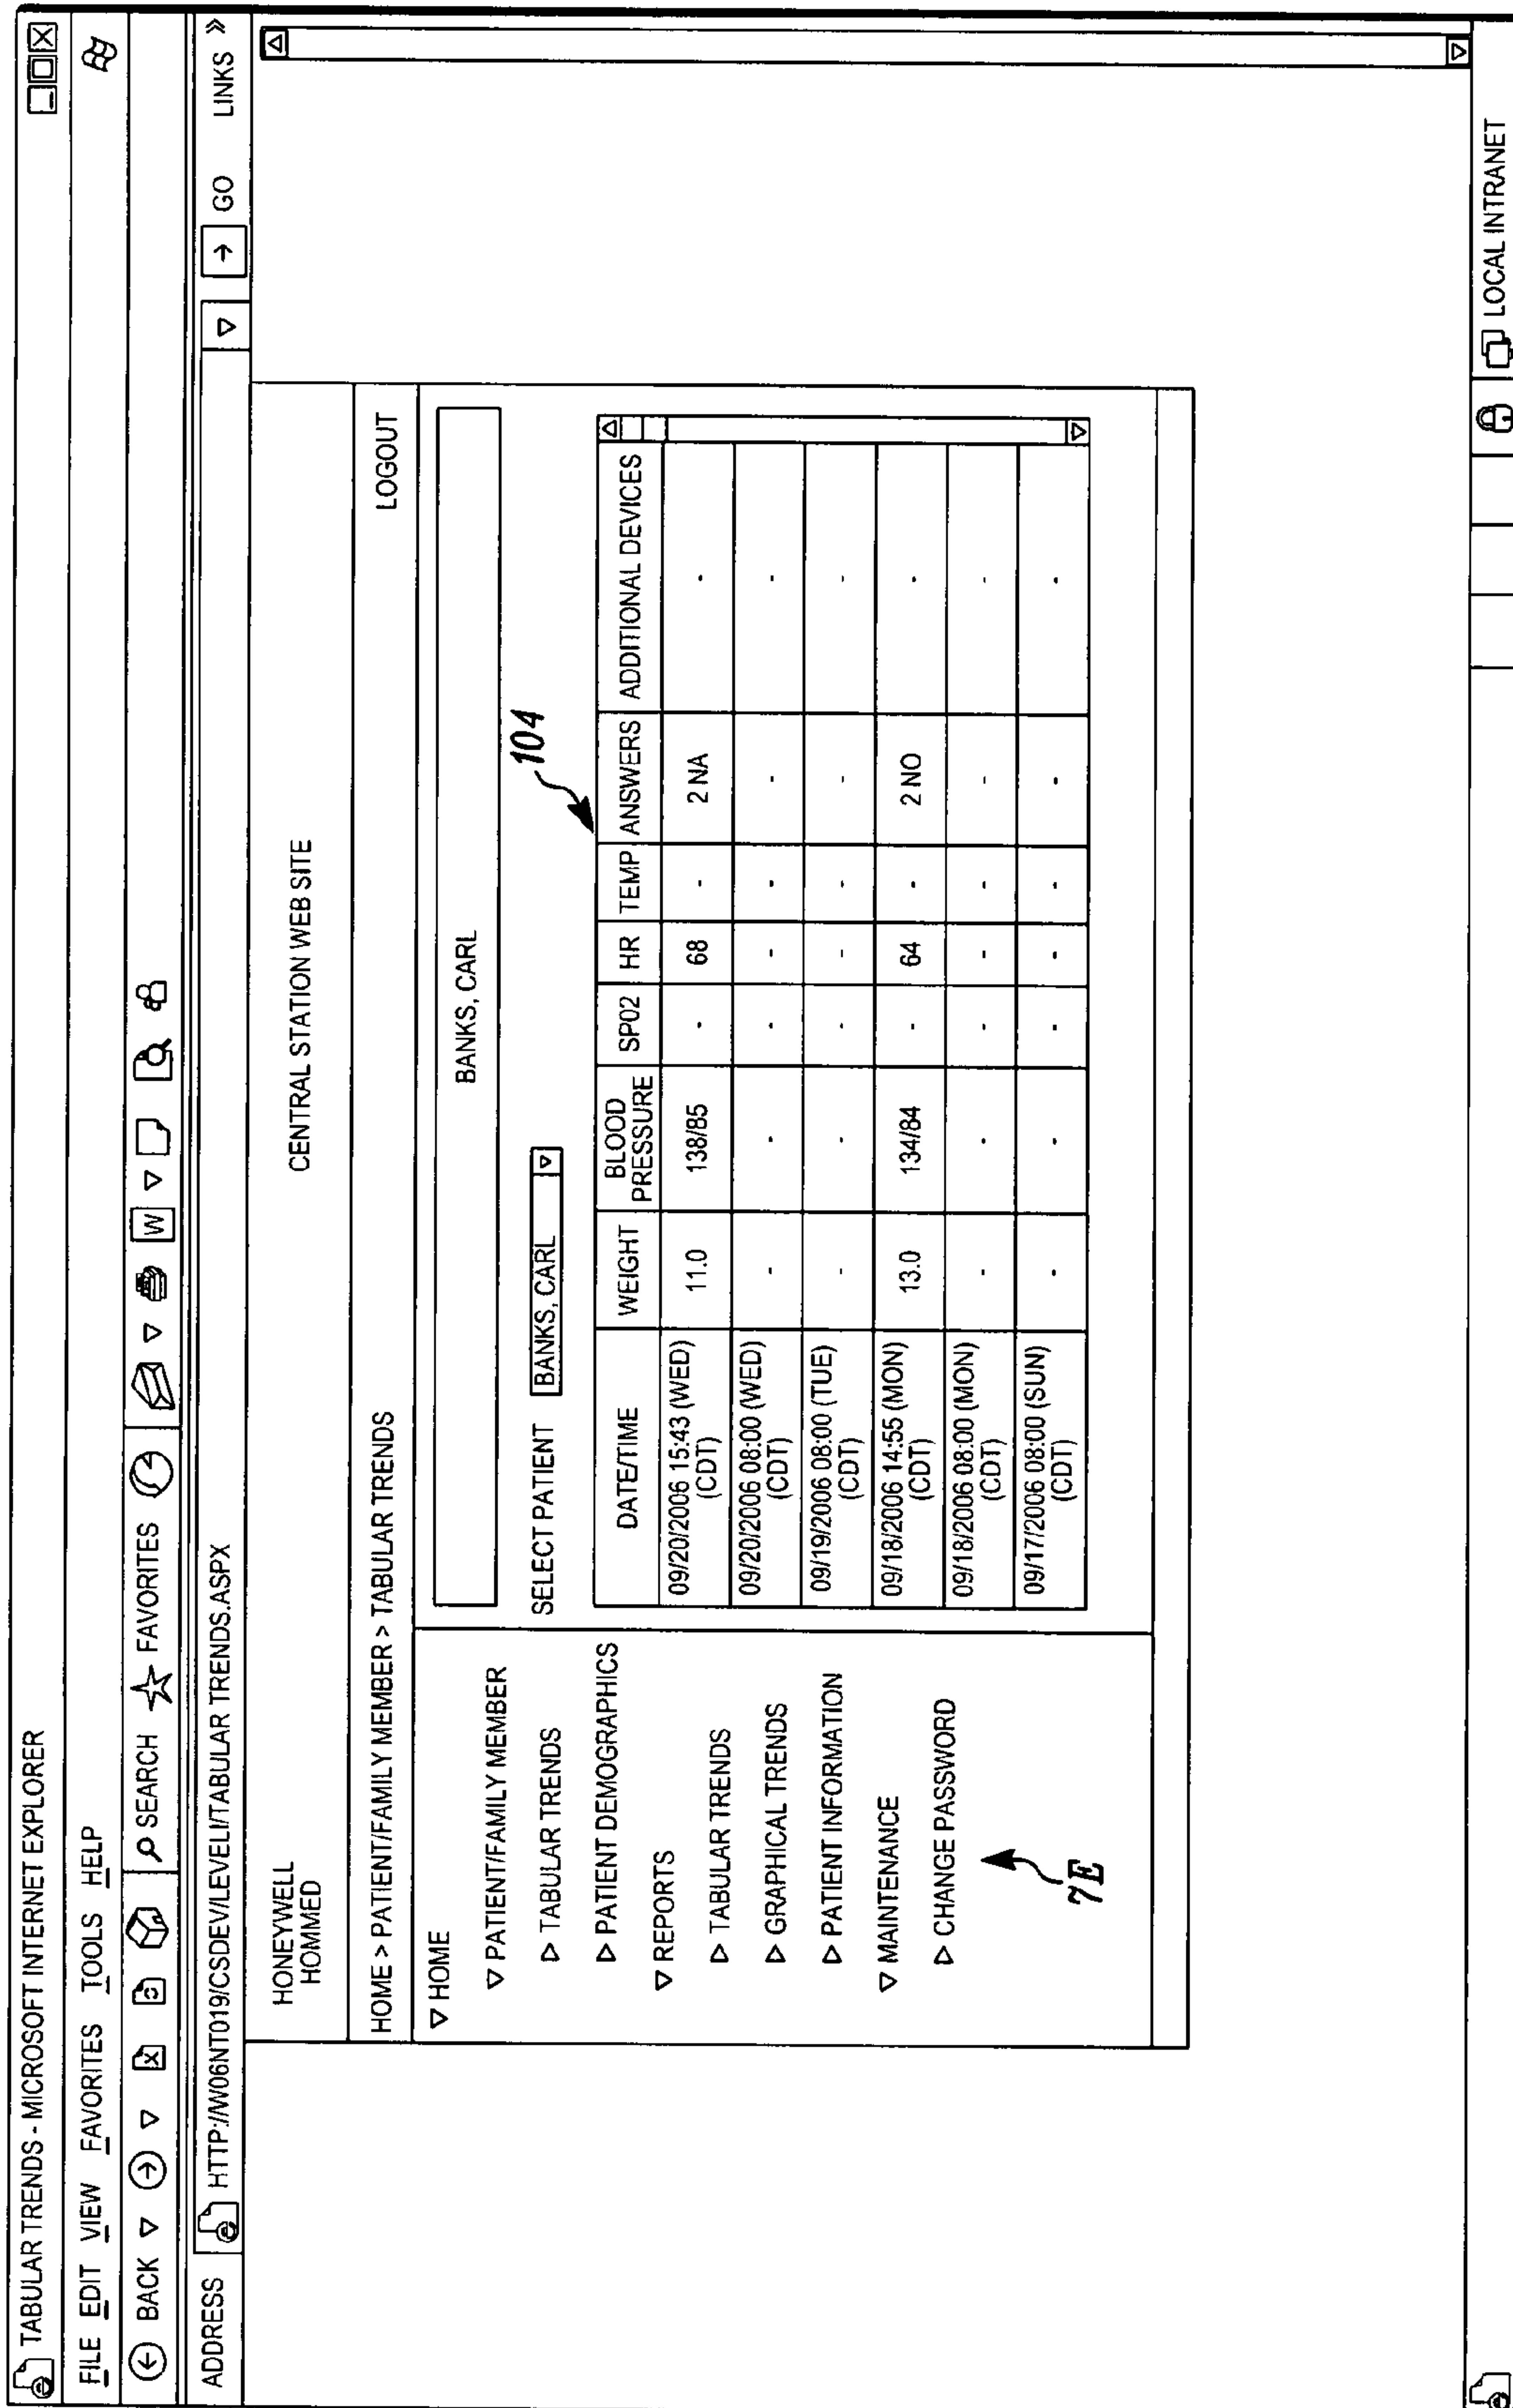 TABULAR TRENDS - MICROSOFT INTERNET EXPLORER
FILE EDIT VIEW FAVORITES TOOLS HELP
BACK SEARCH FAVORITES W
ADDRESS HTTP://W06NT019/CSDEV/LEVELI/TABULAR TRENDS.ASPX GO LINKS »
HONEYWELL
HOMMED
CENTRAL STATION WEB SITE
HOME > PATIENT/FAMILY MEMBER > TABULAR TRENDS LOGOUT
HOME
PATIENT/FAMILY MEMBER
TABULAR TRENDS
PATIENT DEMOGRAPHICS
REPORTS
TABULAR TRENDS
GRAPHICAL TRENDS
PATIENT INFORMATION
MAINTENANCE
CHANGE PASSWORD
7E
BANKS, CARL
SELECT PATIENT BANKS, CARL
104
DATE/TIME WEIGHT BLOOD PRESSURE SP02 HR TEMP ANSWERS ADDITIONAL DEVICES
09/20/2006 15:43 (WED) (CDT) 11.0 138/85 - 68 - 2 NA -
09/20/2006 08:00 (WED) (CDT) - - - - - - -
09/19/2006 08:00 (TUE) (CDT) - - - - - - -
09/18/2006 14:55 (MON) (CDT) 13.0 134/84 - 64 - 2 NO -
09/18/2006 08:00 (MON) (CDT) - - - - - - -
09/17/2006 08:00 (SUN) (CDT) - - - - - - -
LOCAL INTRANET